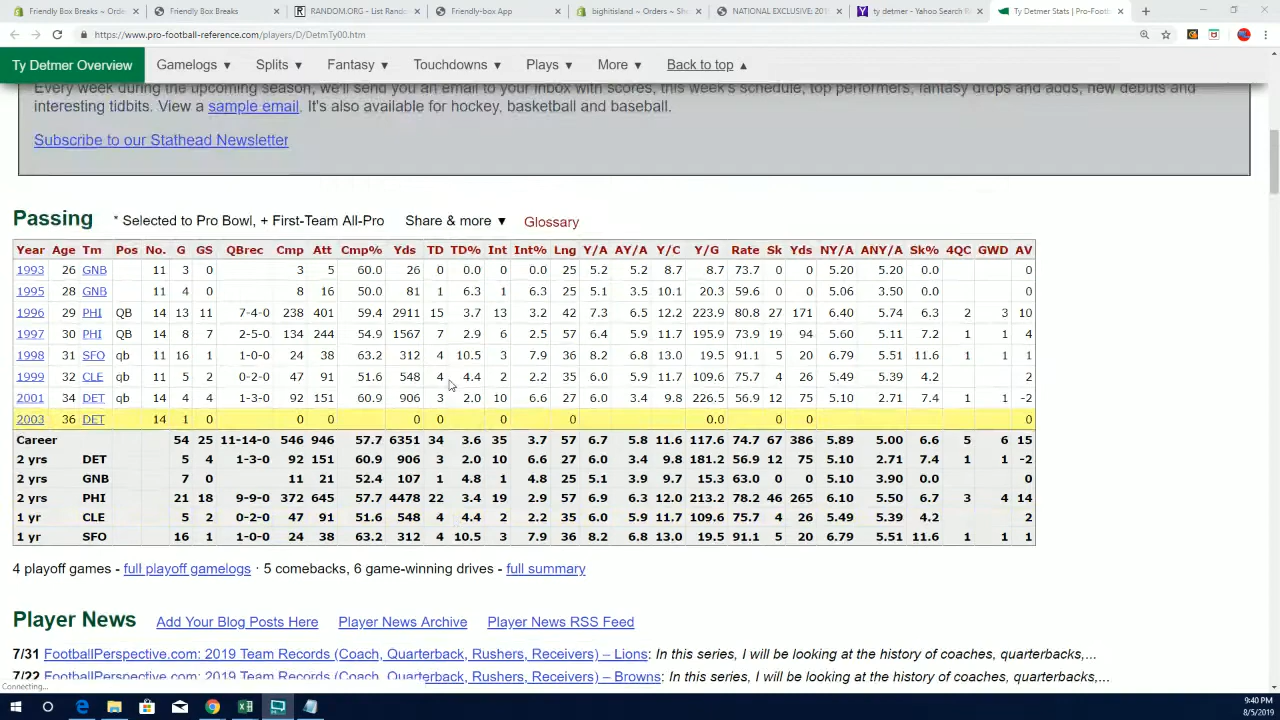 Friendly Box Breaks ~ Orde
Friendly Box Breaks
RANDOM.ORG - List Rando
Friendly-box App
bighitisland ~ Orders ~ Sh
NATIONAL EXCLUSIVE: 201
ty detmer - Yahoo Search R
Ty Detmer Stats | Pro-Footb
https://www.pro-football-reference.com/players/D/DetmTy00.htm
Ty Detmer Overview Gamelogs ▼ Splits ▼ Fantasy ▼ Touchdowns ▼ Plays ▼ More ▼ Back to top ▲
Every week during the upcoming season, we'll send you an email to your inbox with scores, this week's schedule, top performers, fantasy drops and adds, new debuts and
interesting tidbits. View a sample email. It's also available for hockey, basketball and baseball.
Subscribe to our Stathead Newsletter
Passing * Selected to Pro Bowl, + First-Team All-Pro Share & more ▼ Glossary
Year Age Tm Pos No. G GS QBrec Cmp Att Cmp% Yds TD TD% Int Int% Lng Y/A AY/A Y/C Y/G Rate Sk Yds NY/A ANY/A Sk% 4QC GWD AV
1993 26 GNB 11 3 0 3 5 60.0 26 0 0.0 0 0.0 25 5.2 5.2 8.7 8.7 73.7 0 0 5.20 5.20 0.0 0
1995 28 GNB 11 4 0 8 16 50.0 81 1 6.3 1 6.3 25 5.1 3.5 10.1 20.3 59.6 0 0 5.06 3.50 0.0 0
1996 29 PHI QB 14 13 11 7-4-0 238 401 59.4 2911 15 3.7 13 3.2 42 7.3 6.5 12.2 223.9 80.8 27 171 6.40 5.74 6.3 2 3 10
1997 30 PHI QB 14 8 7 2-5-0 134 244 54.9 1567 7 2.9 6 2.5 57 6.4 5.9 11.7 195.9 73.9 19 94 5.60 5.11 7.2 1 1 4
1998 31 SFO qb 11 16 1 1-0-0 24 38 63.2 312 4 10.5 3 7.9 36 8.2 6.8 13.0 19.5 91.1 5 20 6.79 5.51 11.6 1 1 1
1999 32 CLE qb 11 5 2 0-2-0 47 91 51.6 548 4 4.4 2 2.2 35 6.0 5.9 11.7 109.6 75.7 4 26 5.49 5.39 4.2 2
2001 34 DET qb 14 4 4 1-3-0 92 151 60.9 906 3 2.0 10 6.6 27 6.0 3.4 9.8 226.5 56.9 12 75 5.10 2.71 7.4 1 1 -2
2003 36 DET 14 1 0 0 0 0 0 0 0 0.0 0 0 0
Career 54 25 11-14-0 546 946 57.7 6351 34 3.6 35 3.7 57 6.7 5.8 11.6 117.6 74.7 67 386 5.89 5.00 6.6 5 6 15
2 yrs DET 5 4 1-3-0 92 151 60.9 906 3 2.0 10 6.6 27 6.0 3.4 9.8 181.2 56.9 12 75 5.10 2.71 7.4 1 1 -2
2 yrs GNB 7 0 11 21 52.4 107 1 4.8 1 4.8 25 5.1 3.9 9.7 15.3 63.0 0 0 5.10 3.90 0.0 0
2 yrs PHI 21 18 9-9-0 372 645 57.7 4478 22 3.4 19 2.9 57 6.9 6.3 12.0 213.2 78.2 46 265 6.10 5.50 6.7 3 4 14
1 yr CLE 5 2 0-2-0 47 91 51.6 548 4 4.4 2 2.2 35 6.0 5.9 11.7 109.6 75.7 4 26 5.49 5.39 4.2 2
1 yr SFO 16 1 1-0-0 24 38 63.2 312 4 10.5 3 7.9 36 8.2 6.8 13.0 19.5 91.1 5 20 6.79 5.51 11.6 1 1 1
4 playoff games - full playoff gamelogs · 5 comebacks, 6 game-winning drives - full summary
Player News Add Your Blog Posts Here Player News Archive Player News RSS Feed
7/31 FootballPerspective.com: 2019 Team Records (Coach, Quarterback, Rushers, Receivers) – Lions: In this series, I will be looking at the history of coaches, quarterbacks,...
7/22 FootballPerspective.com: 2019 Team Records (Coach, Quarterback, Rushers, Receivers) – Browns: In this series, I will be looking at the history of coaches, quarterbacks,...
Connecting...
9:40 PM
8/5/2019